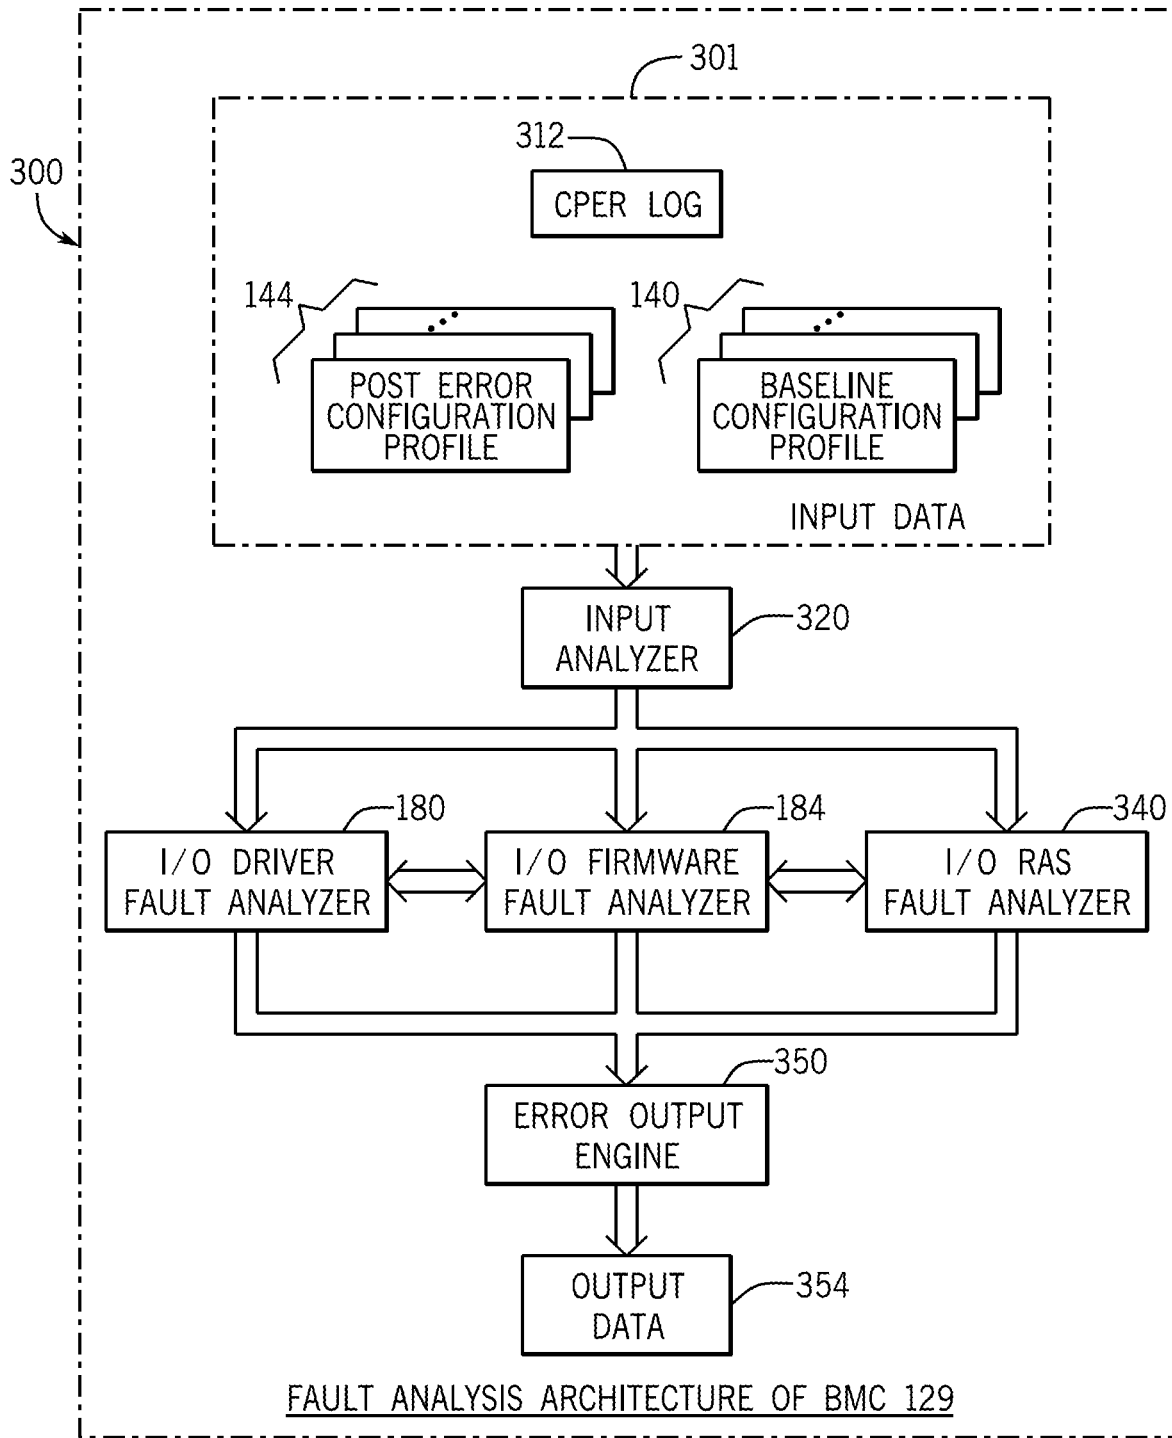 301
312
300
CPER LOG
144
140
POST ERROR
CONFIGURATION
PROFILE
BASELINE
CONFIGURATION
PROFILE
INPUT DATA
INPUT
ANALYZER
320
180
184
340
I/O DRIVER
FAULT ANALYZER
I/O FIRMWARE
FAULT ANALYZER
I/O RAS
FAULT ANALYZER
350
ERROR OUTPUT
ENGINE
OUTPUT
DATA
354
FAULT ANALYSIS ARCHITECTURE OF BMC 129